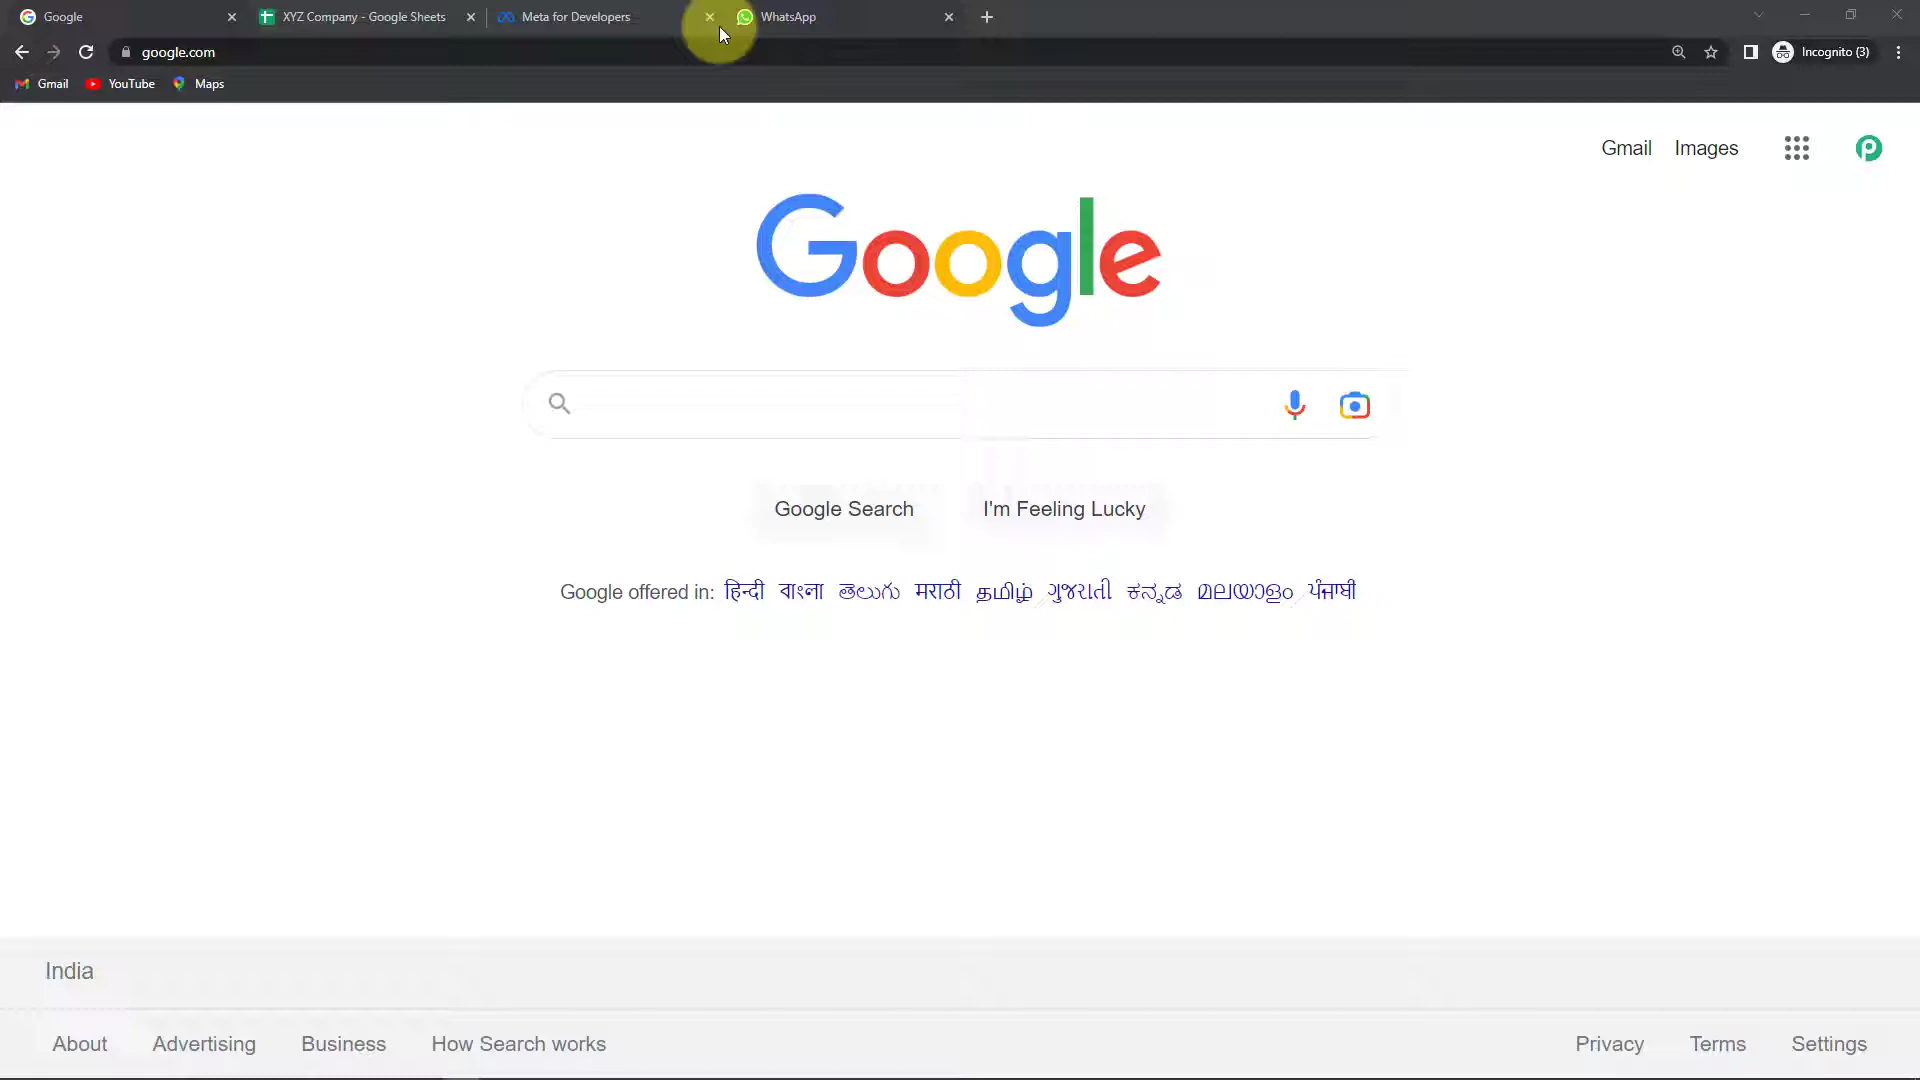 Google XYZ Company - Google Sheets Meta for Developers WhatsApp
google.com Incognito (3)
Gmail YouTube Maps
Gmail Images
Google
Google Search I'm Feeling Lucky
Google offered in: हिन्दी বাংলা తెలుగు मराठी தமிழ் ગુજરાતી ಕನ್ನಡ മലയാളം ਪੰਜਾਬੀ
India
About Advertising Business How Search works Privacy Terms Settings